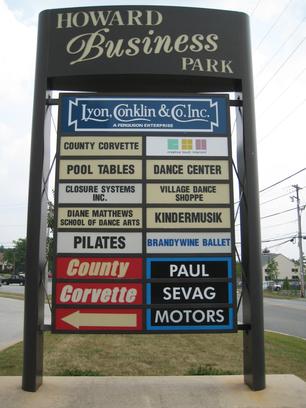 HOWARD
Business
PARK
Lyon, Conklin & Co. Inc.
A FERGUSON ENTERPRISE
COUNTY CORVETTE
POOL TABLES
DANCE CENTER
CLOSURE SYSTEMS
INC.
VILLAGE DANCE
SHOPPE
DIANE MATTHEWS
SCHOOL OF DANCE ARTS
KINDERMUSIK
PILATES
BRANDYWINE BALLET
County
Corvette
PAUL
SEVAG
MOTORS